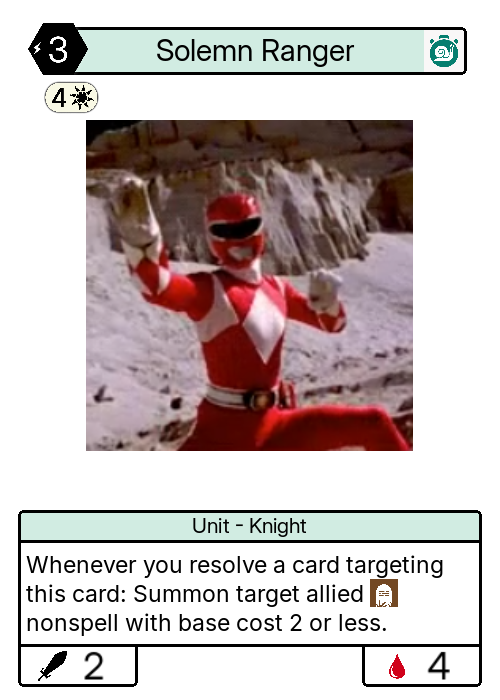 3
Solemn Ranger
4
Unit - Knight
Whenever you resolve a card targeting
this card: Summon target allied
nonspell with base cost 2 or less.
2
4